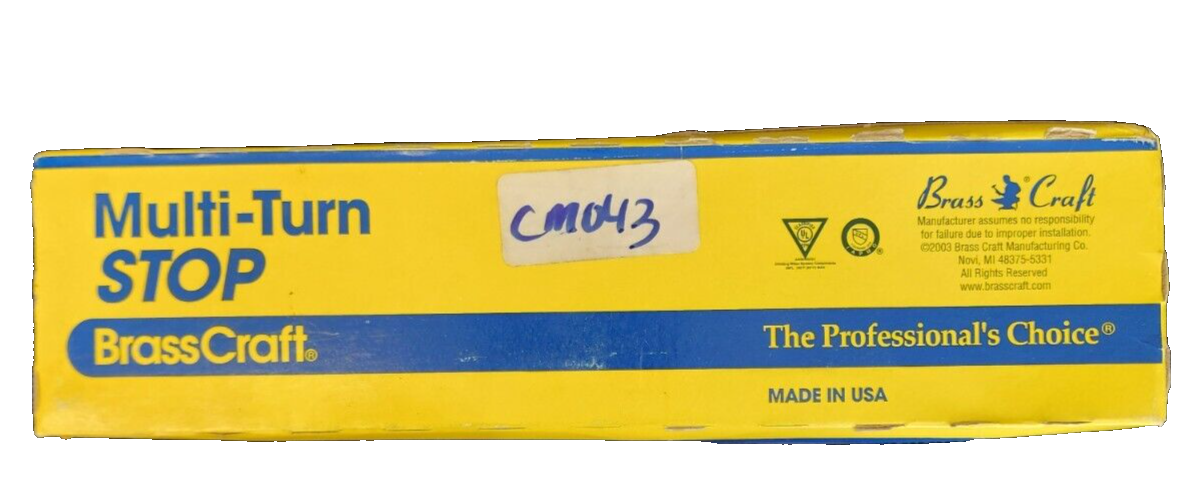 Multi-Turn
STOP
BrassCraft®
CM043
UL
Brass® Craft
Manufacturer assumes no responsibility
for failure due to improper installation.
©2003 Brass Craft Manufacturing Co.
Novi, MI 48375-5331
All Rights Reserved
www.brasscraft.com
The Professional's Choice®
MADE IN USA